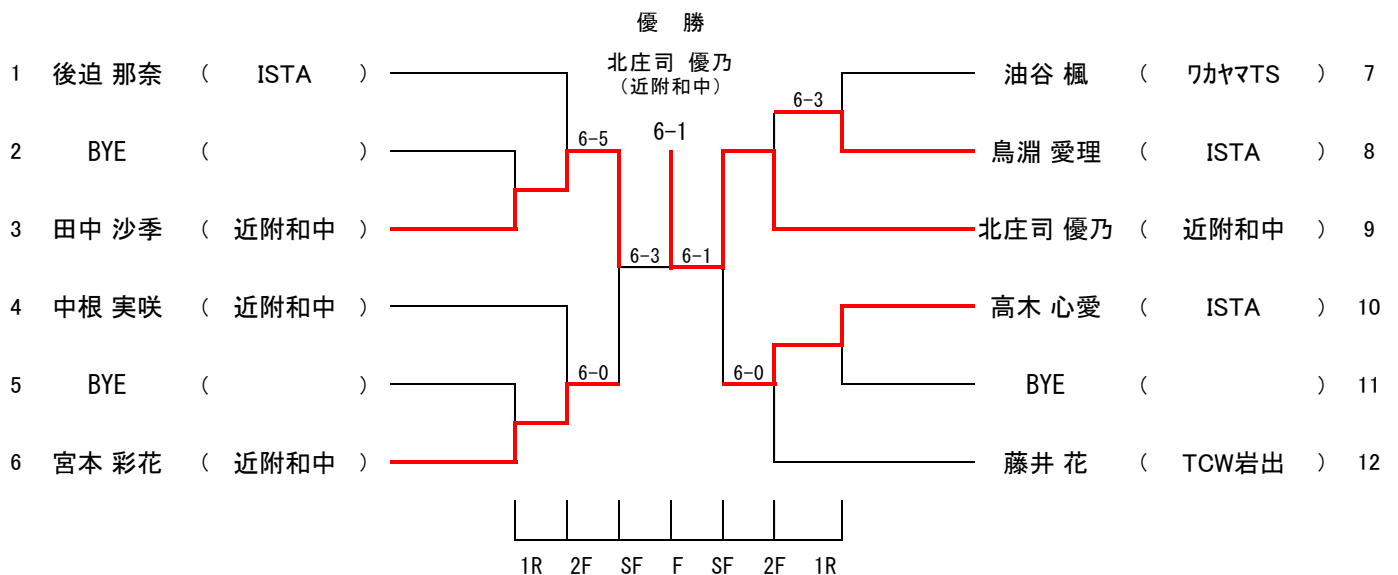 優 勝
北庄司 優乃
(近附和中)
6-1
1 後迫 那奈 ( ISTA )
2 BYE ( )
3 田中 沙季 ( 近附和中 )
4 中根 実咲 ( 近附和中 )
5 BYE ( )
6 宮本 彩花 ( 近附和中 )
6-5
6-0
6-3
6-1
6-3
6-0
油谷 楓 ( ワカヤマTS ) 7
鳥淵 愛理 ( ISTA ) 8
北庄司 優乃 ( 近附和中 ) 9
高木 心愛 ( ISTA ) 10
BYE ( ) 11
藤井 花 ( TCW岩出 ) 12
1R 2F SF F SF 2F 1R